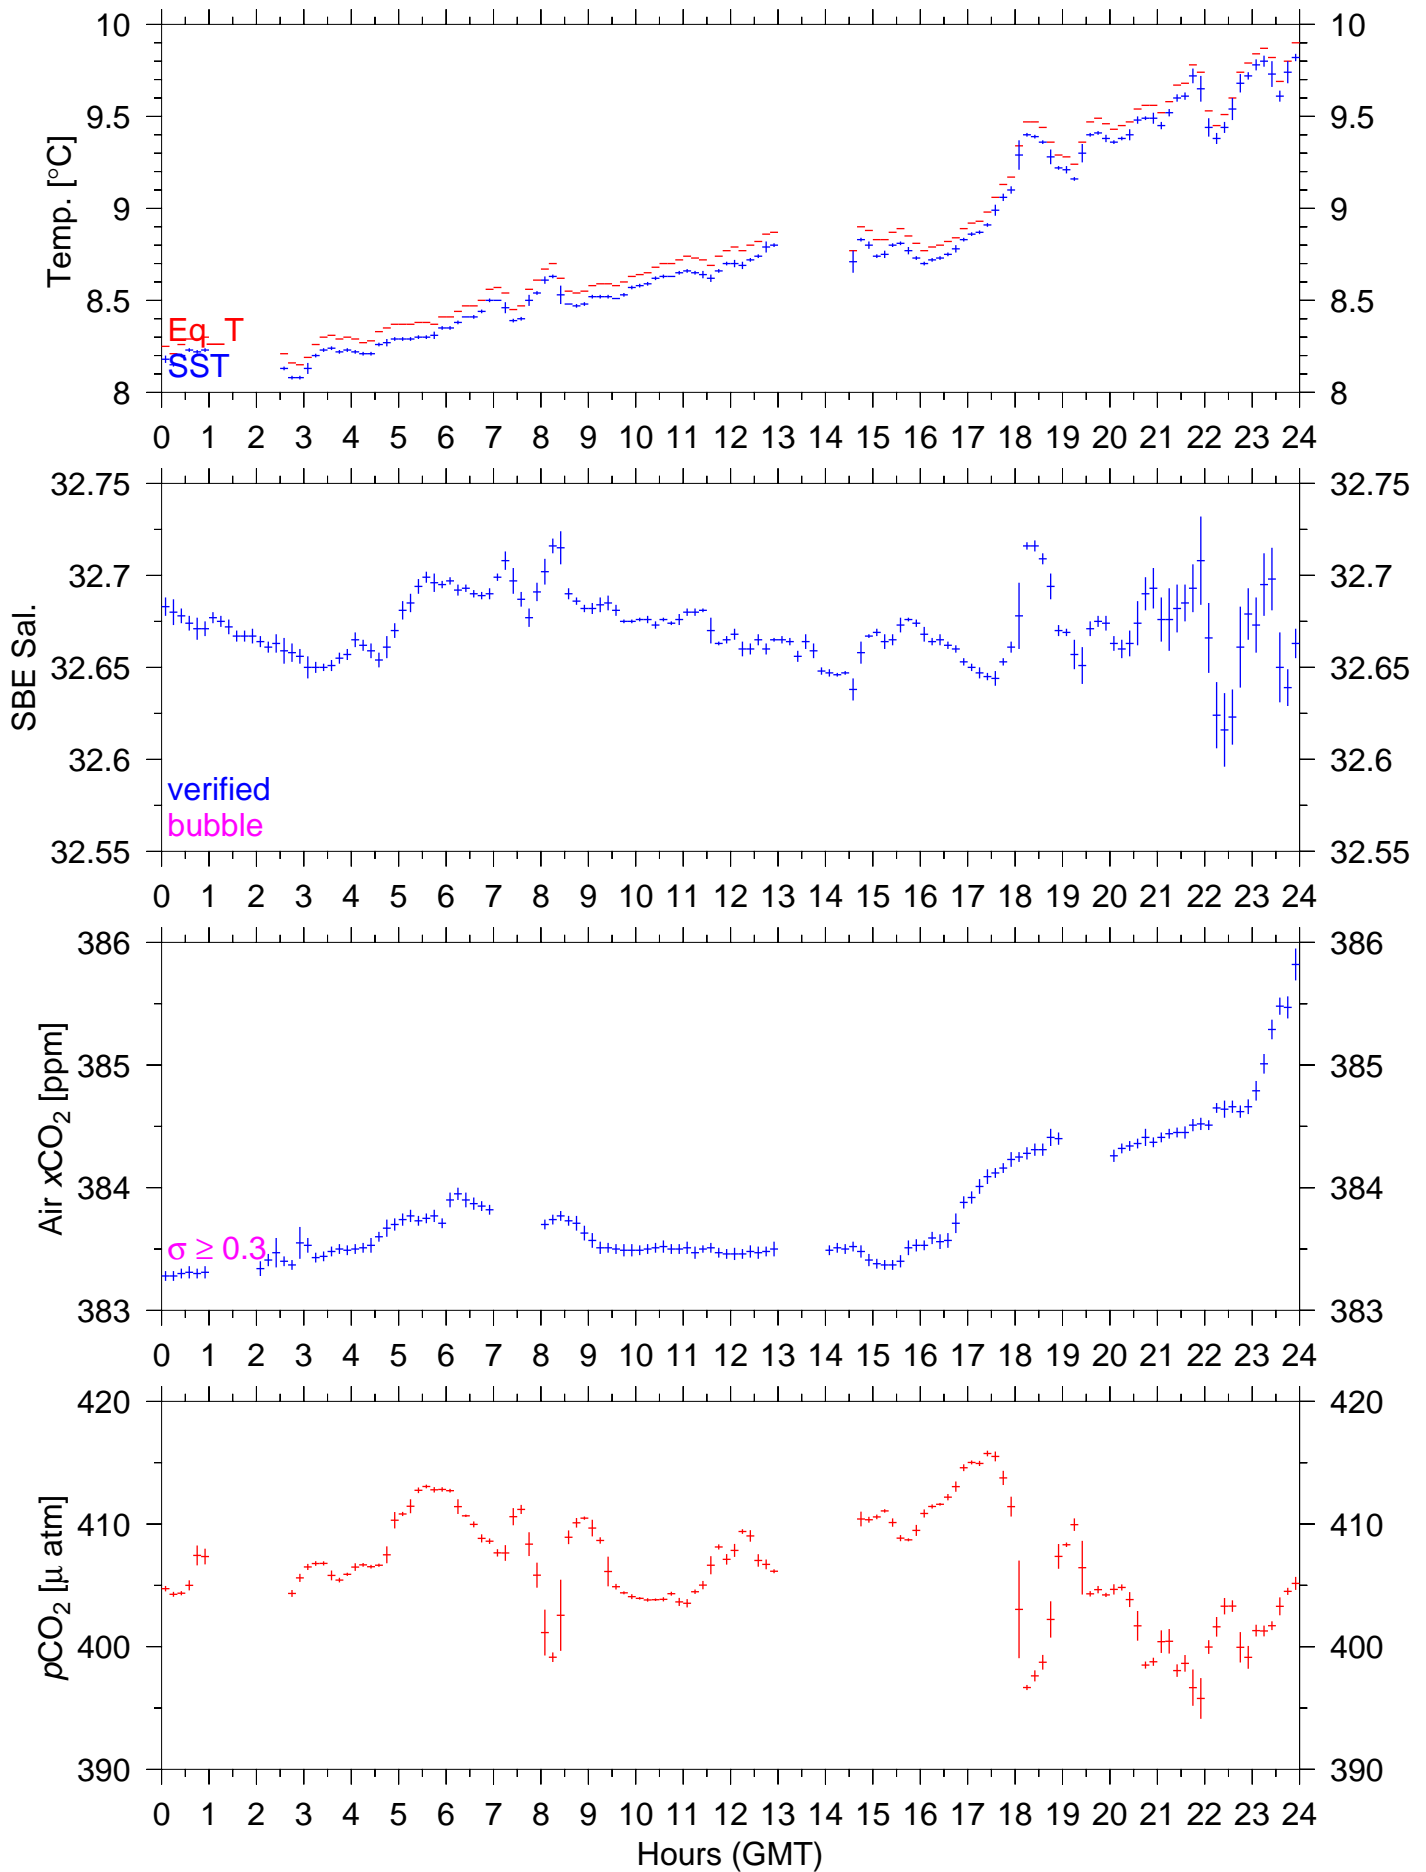 10 10
9.5 9.5
9 9
8.5 8.5
8 8
Temp. [°C]
Eq_T
SST
0 1 2 3 4 5 6 7 8 9 10 11 12 13 14 15 16 17 18 19 20 21 22 23 24
32.75 32.75
32.7 32.7
32.65 32.65
32.6 32.6
32.55 32.55
SBE Sal.
verified
bubble
0 1 2 3 4 5 6 7 8 9 10 11 12 13 14 15 16 17 18 19 20 21 22 23 24
386 386
385 385
384 384
383 383
Air xCO2 [ppm]
σ ≥ 0.3
0 1 2 3 4 5 6 7 8 9 10 11 12 13 14 15 16 17 18 19 20 21 22 23 24
420 420
410 410
400 400
390 390
pCO2 [μ atm]
0 1 2 3 4 5 6 7 8 9 10 11 12 13 14 15 16 17 18 19 20 21 22 23 24
Hours (GMT)